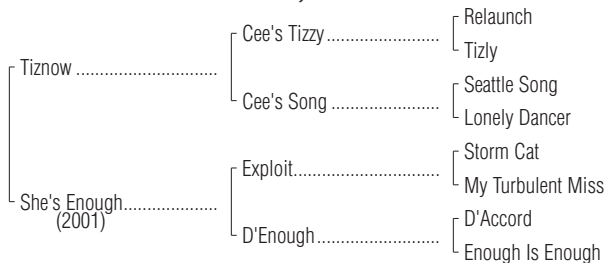 Relaunch
Cee's Tizzy ........................
Tizly
Tiznow ..............................
Seattle Song
Cee's Song .......................
Lonely Dancer
Storm Cat
Exploit...............................
My Turbulent Miss
She's Enough....................
(2001)
D'Accord
D'Enough..........................
Enough Is Enough